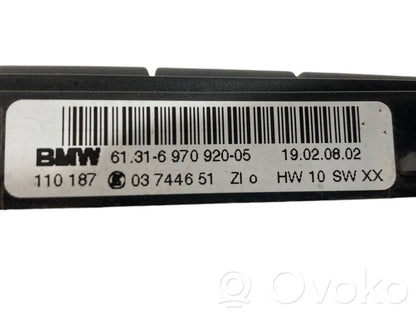 BMW 61.31-6 970 920-05 19.02.08.02
110 187 03 7446 51 ZI o HW 10 SW XX
Ovoko